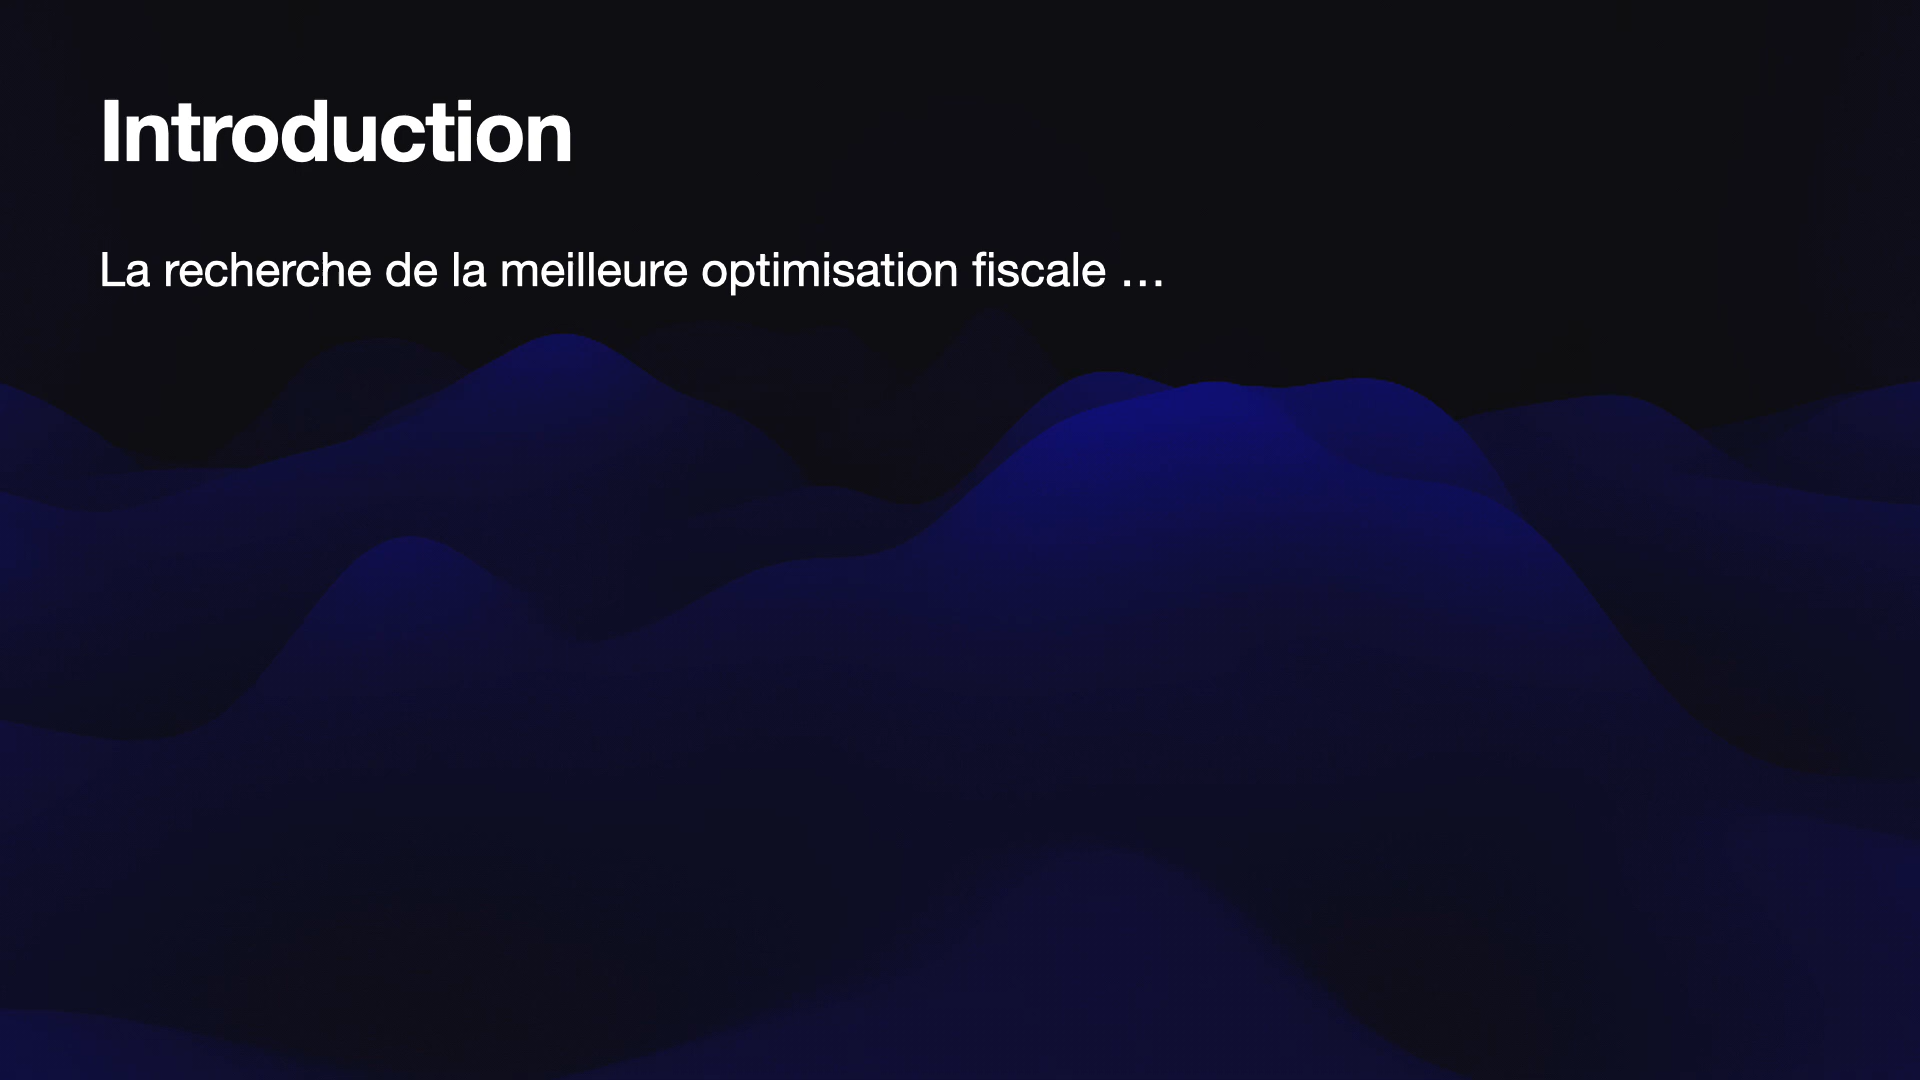 Introduction
La recherche de la meilleure optimisation fiscale …